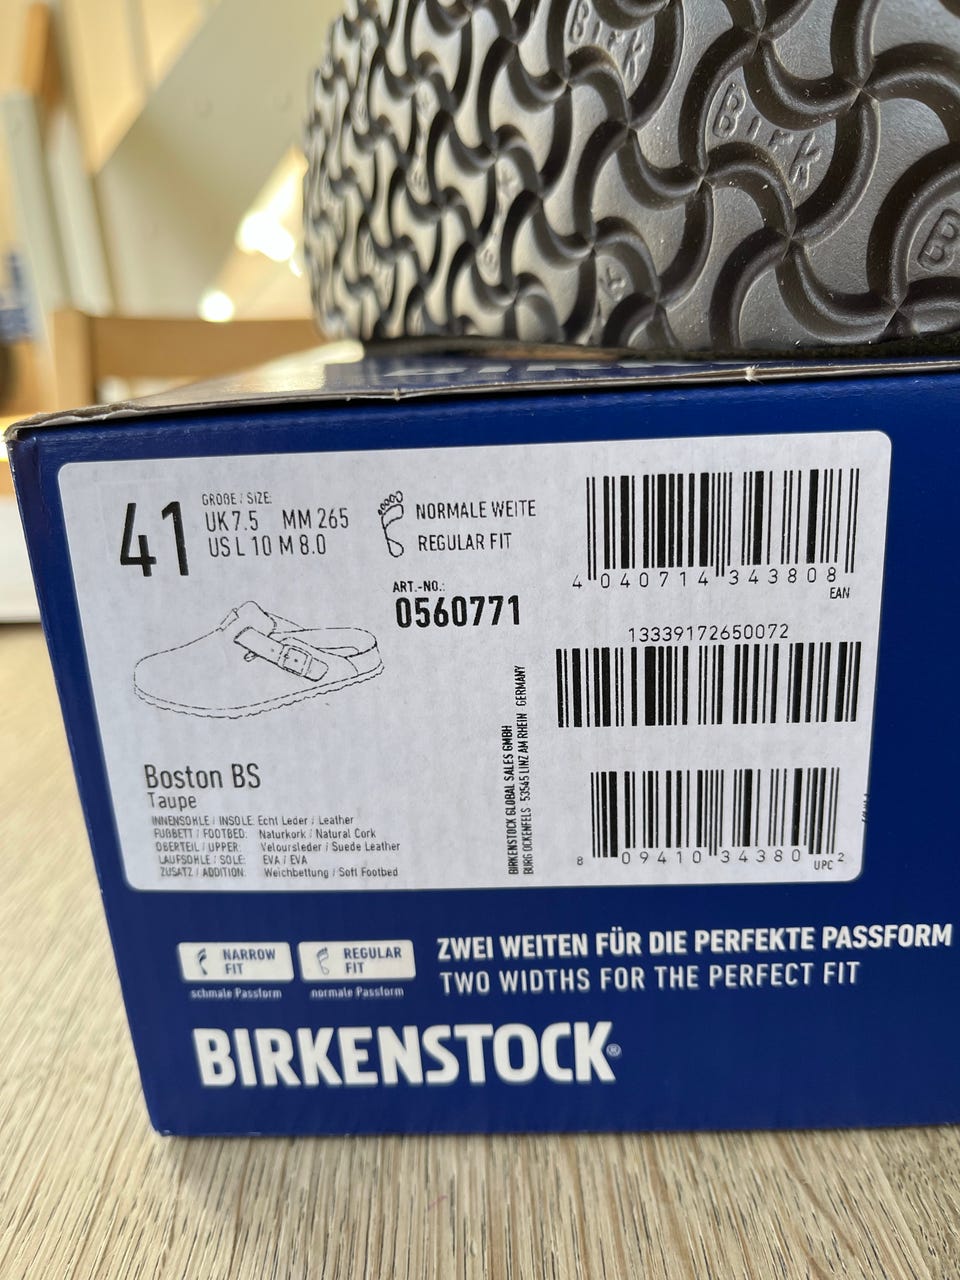 Birk
Birk
B
41
GRÖßE / SIZE:
UK 7.5 MM 265
US L 10 M 8.0
NORMALE WEITE
REGULAR FIT
ART.-NO.:
0560771
4 040714 343808
EAN
13339172650072
8 09410 34380 2
UPC
BIRKENSTOCK GLOBAL SALES GMBH
BURG OCKENFELS 53545 LINZ AM RHEIN GERMANY
Boston BS
Taupe
INNENSOHLE / INSOLE: Echt Leder / Leather
FUßBETT / FOOTBED: Naturkork / Natural Cork
OBERTEIL / UPPER: Veloursleder / Suede Leather
LAUFSOHLE / SOLE: EVA / EVA
ZUSATZ / ADDITION: Weichbettung / Soft Footbed
NARROW FIT
schmale Passform
REGULAR FIT
normale Passform
ZWEI WEITEN FÜR DIE PERFEKTE PASSFORM
TWO WIDTHS FOR THE PERFECT FIT
BIRKENSTOCK®